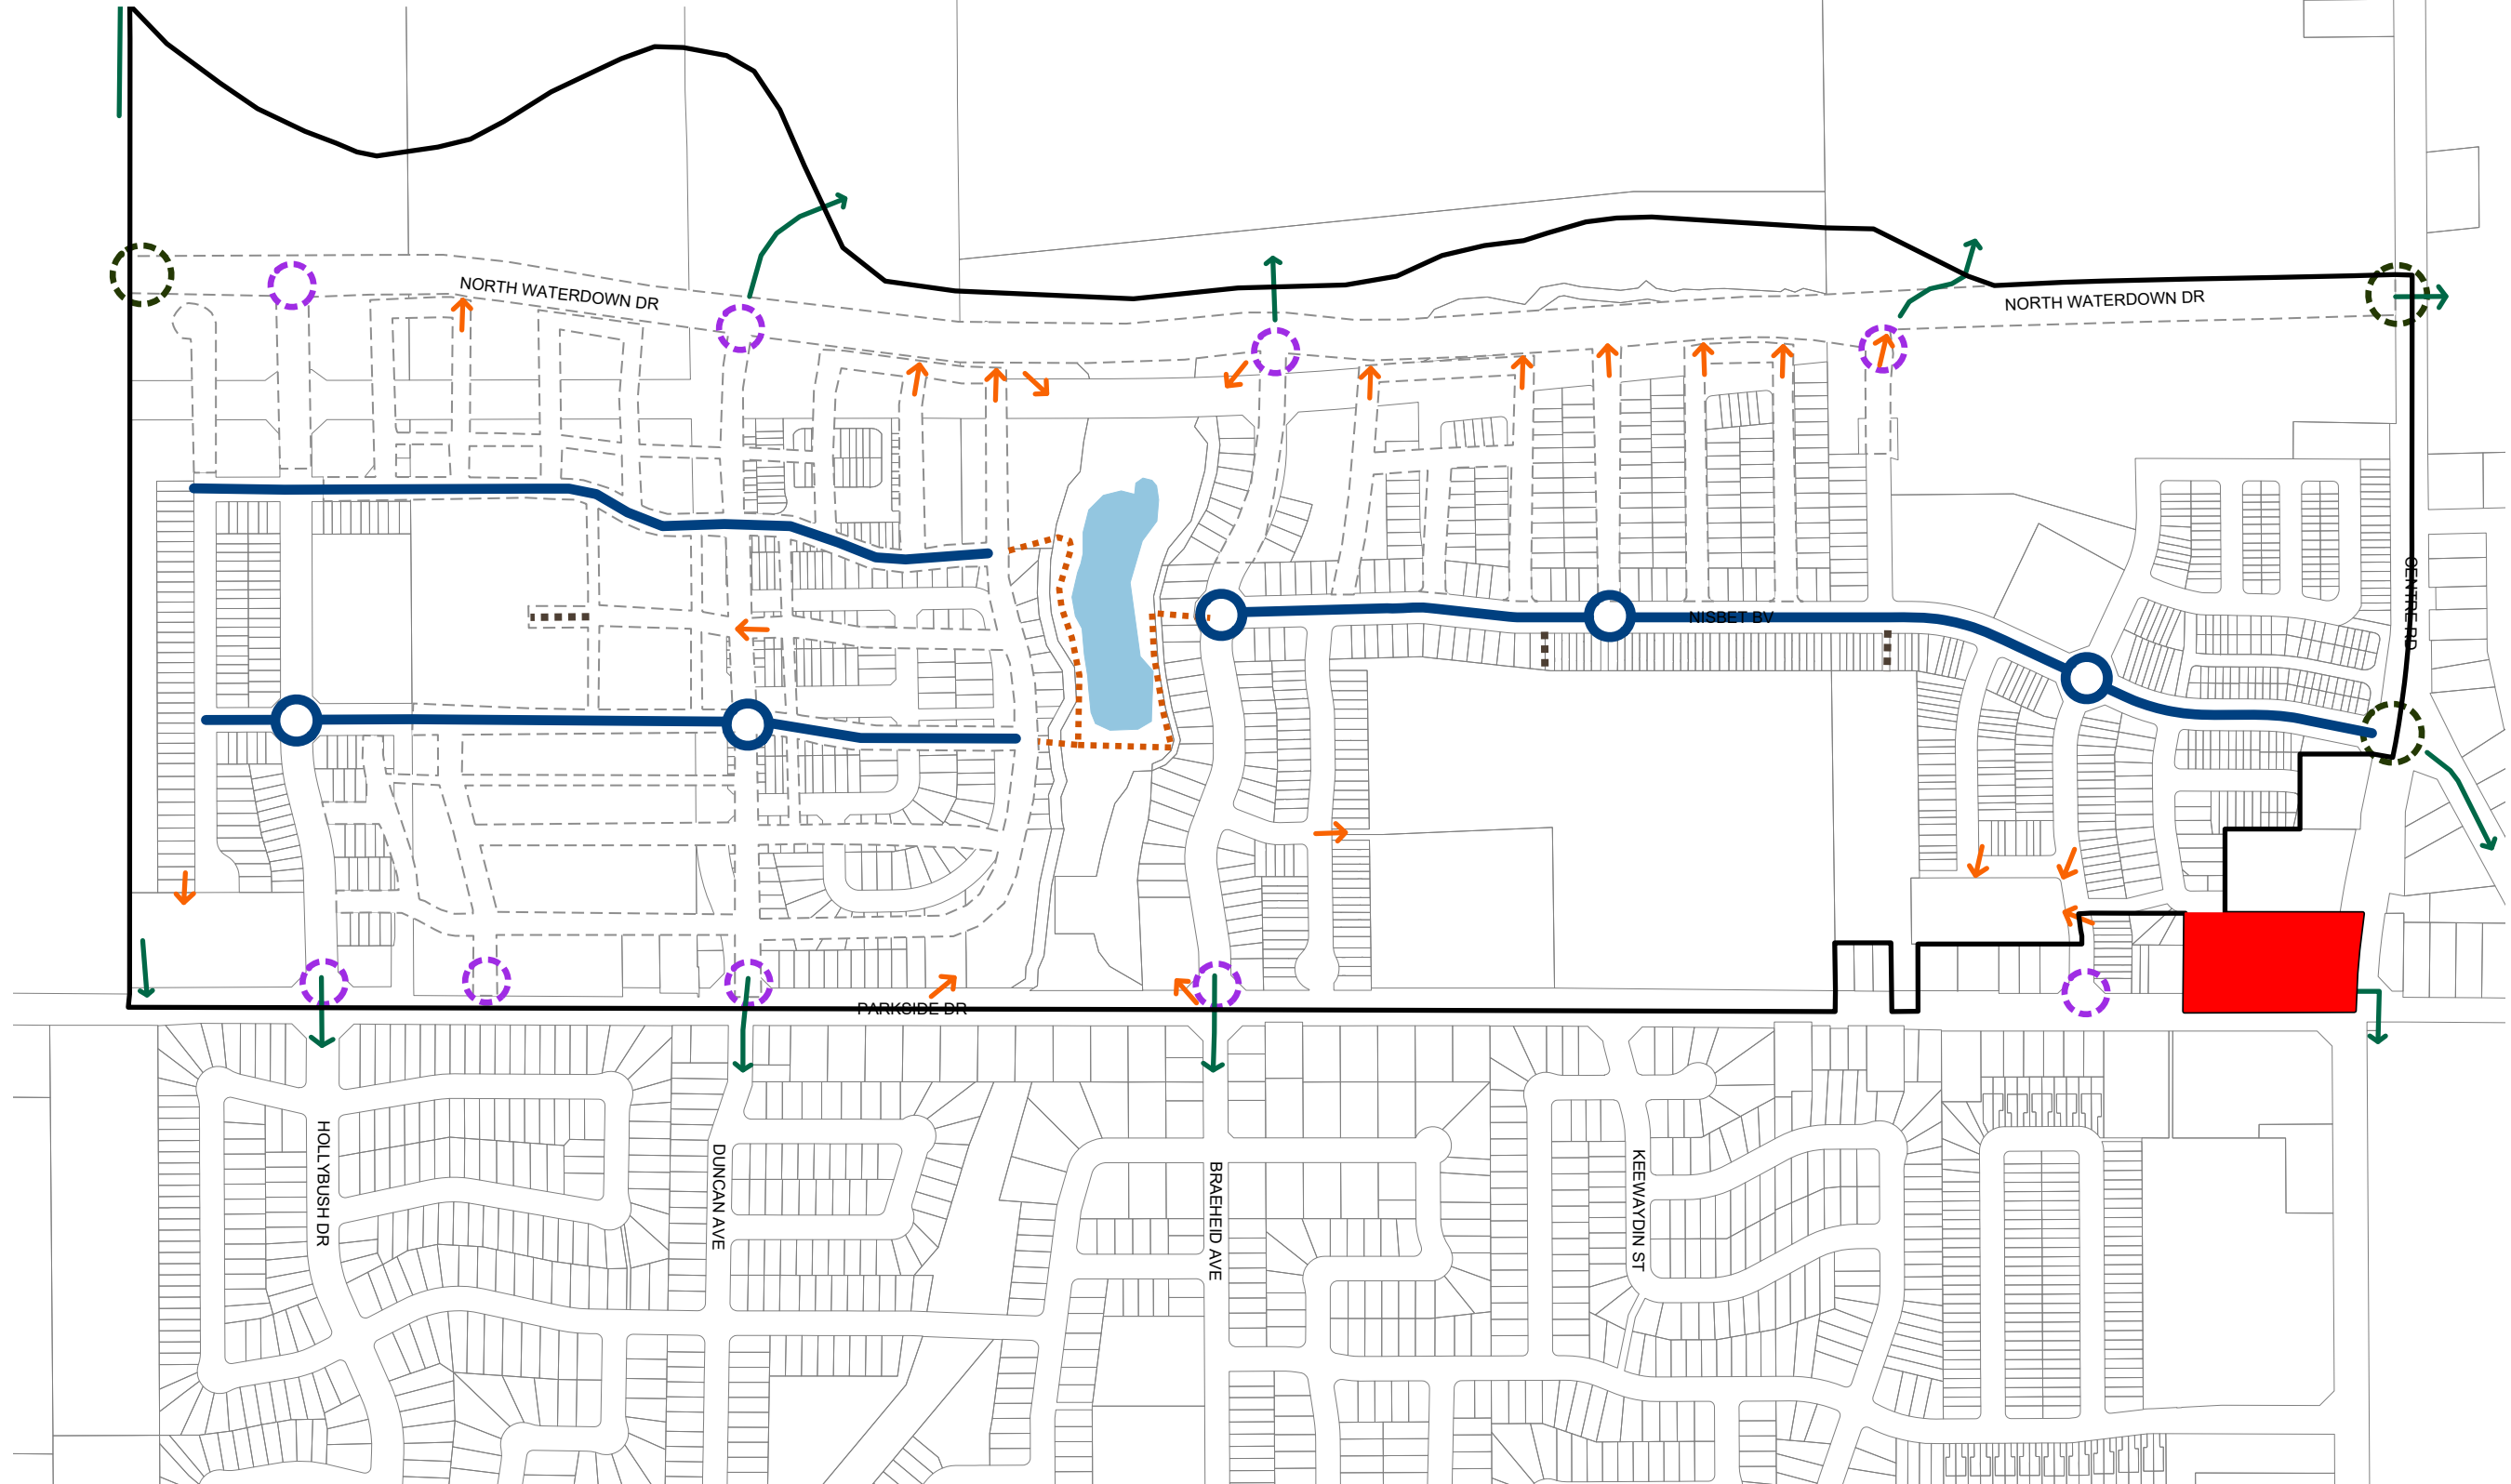 NORTH WATERDOWN DR
NORTH WATERDOWN DR
CENTRE RD
NISBET BV
PARKSIDE DR
HOLLYBUSH DR
DUNCAN AVE
BRAEHEID AVE
KEEWAYDIN ST